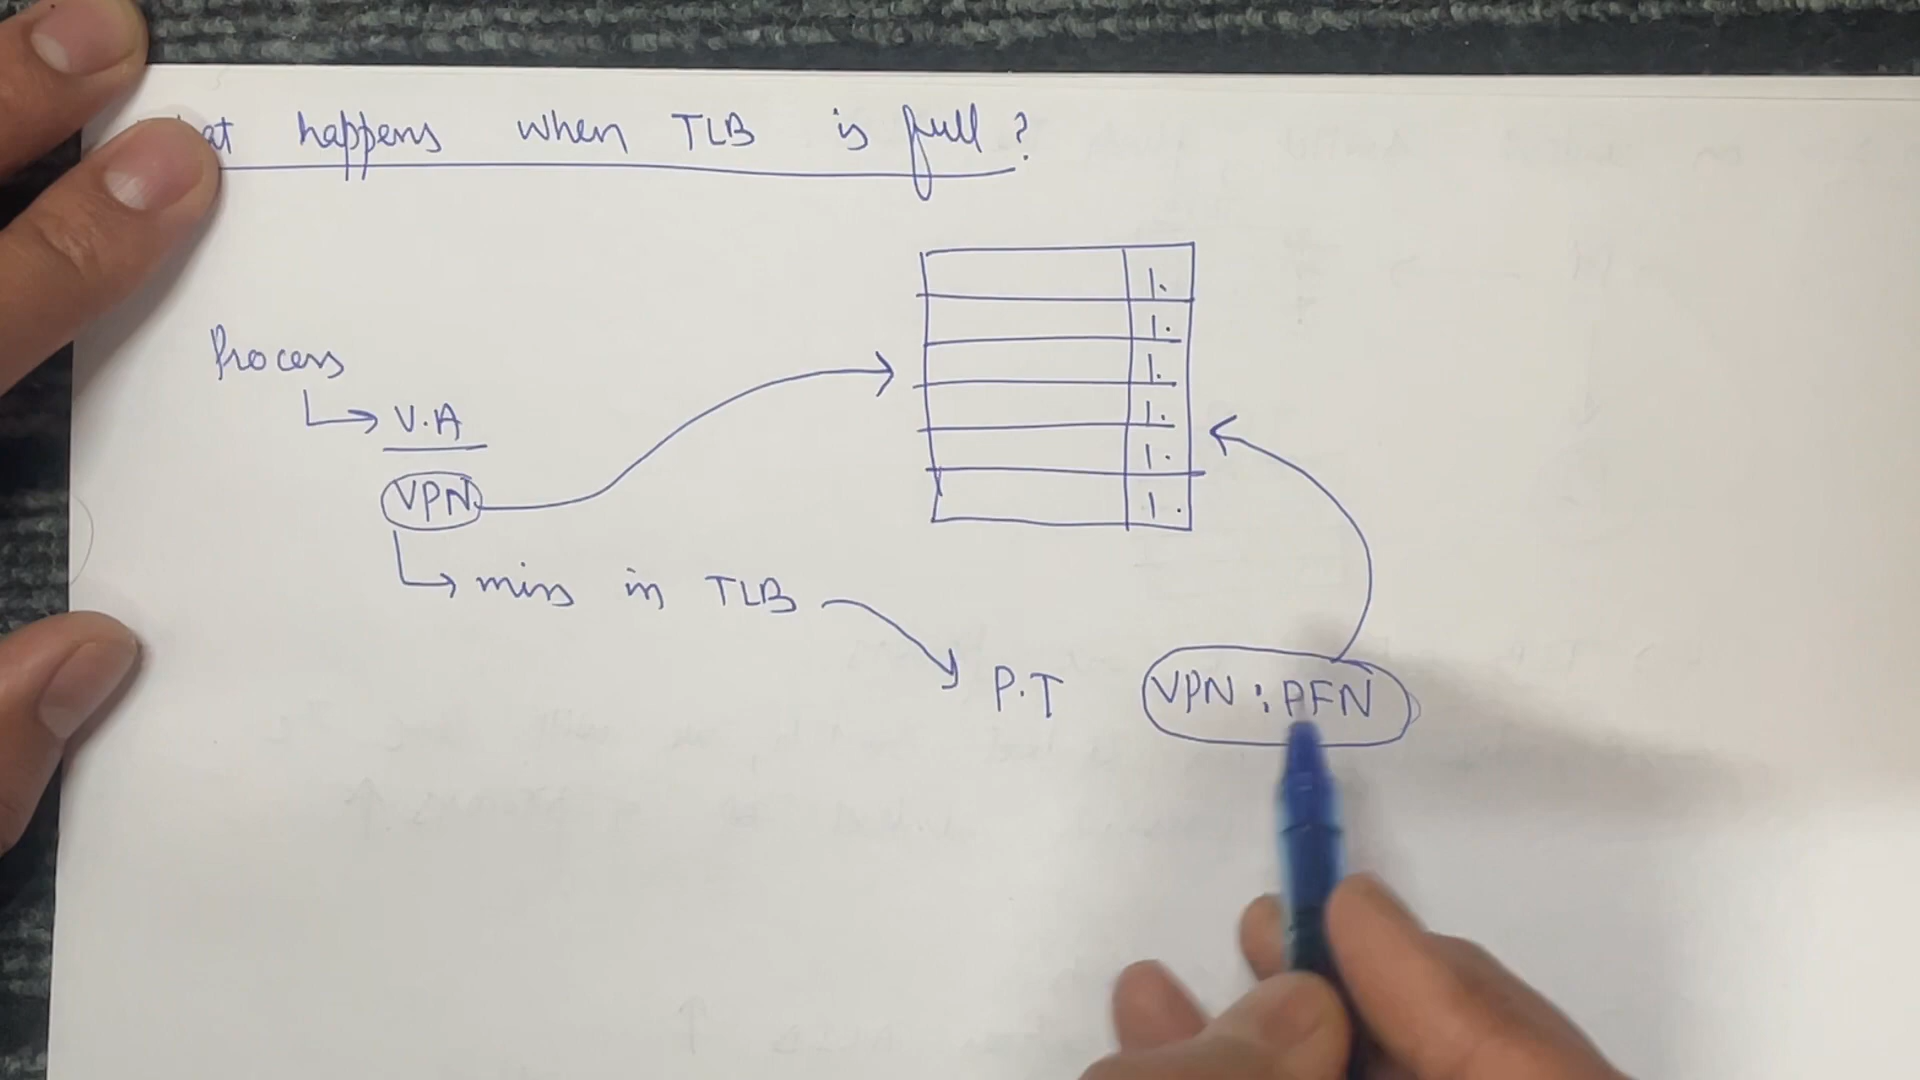 happens when TLB is full?
1.
1.
1.
1.
1.
1.
Process
V.A
VPN
miss in TLB
P.T VPN : PFN